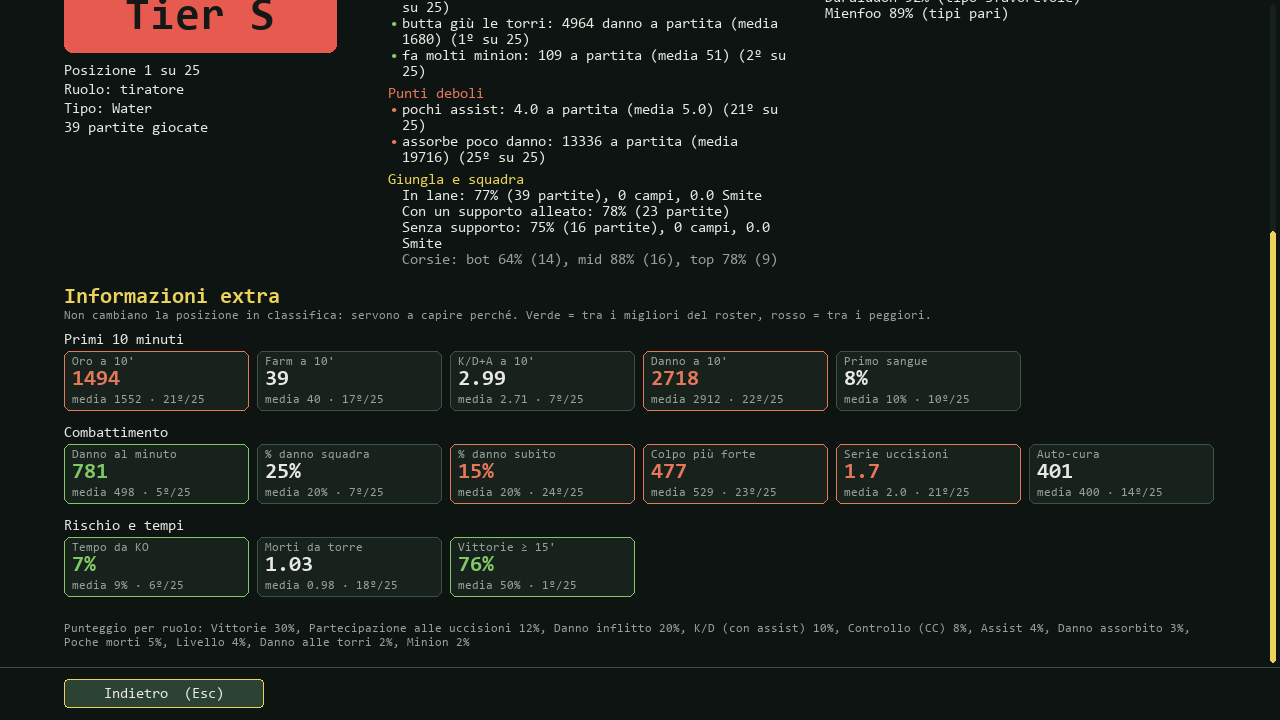 Tier S
Posizione 1 su 25
Ruolo: tiratore
Tipo: Water
39 partite giocate
su 25)
• butta giù le torri: 4964 danno a partita (media
1680) (1º su 25)
• fa molti minion: 109 a partita (media 51) (2º su
25)
Punti deboli
• pochi assist: 4.0 a partita (media 5.0) (21º su
25)
• assorbe poco danno: 13336 a partita (media
19716) (25º su 25)
Giungla e squadra
In lane: 77% (39 partite), 0 campi, 0.0 Smite
Con un supporto alleato: 78% (23 partite)
Senza supporto: 75% (16 partite), 0 campi, 0.0
Smite
Corsie: bot 64% (14), mid 88% (16), top 78% (9)
Mienfoo 89% (tipi pari)
Informazioni extra
Non cambiano la posizione in classifica: servono a capire perché. Verde = tra i migliori del roster, rosso = tra i peggiori.
Primi 10 minuti
Oro a 10'
1494
media 1552 · 21º/25
Farm a 10'
39
media 40 · 17º/25
K/D+A a 10'
2.99
media 2.71 · 7º/25
Danno a 10'
2718
media 2912 · 22º/25
Primo sangue
8%
media 10% · 10º/25
Combattimento
Danno al minuto
781
media 498 · 5º/25
% danno squadra
25%
media 20% · 7º/25
% danno subito
15%
media 20% · 24º/25
Colpo più forte
477
media 529 · 23º/25
Serie uccisioni
1.7
media 2.0 · 21º/25
Auto-cura
401
media 400 · 14º/25
Rischio e tempi
Tempo da KO
7%
media 9% · 6º/25
Morti da torre
1.03
media 0.98 · 18º/25
Vittorie ≥ 15'
76%
media 50% · 1º/25
Punteggio per ruolo: Vittorie 30%, Partecipazione alle uccisioni 12%, Danno inflitto 20%, K/D (con assist) 10%, Controllo (CC) 8%, Assist 4%, Danno assorbito 3%,
Poche morti 5%, Livello 4%, Danno alle torri 2%, Minion 2%
Indietro (Esc)